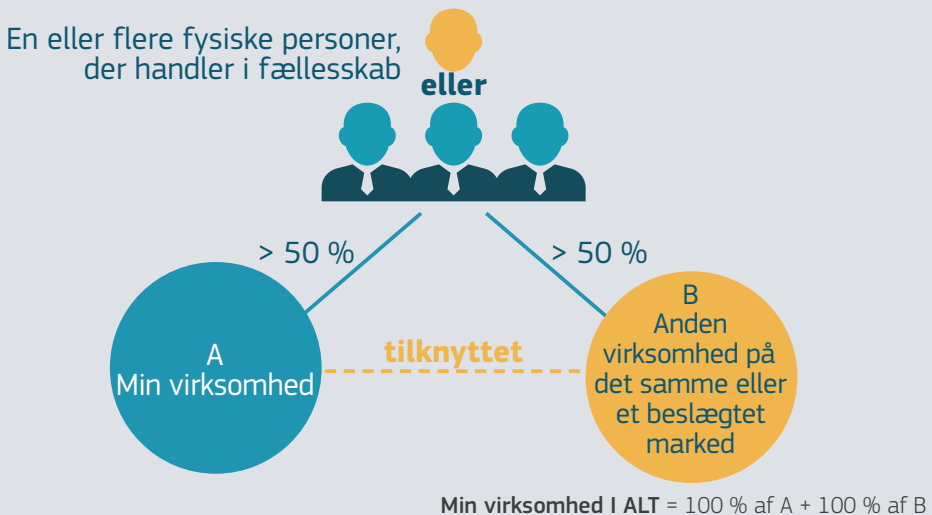 En eller flere fysiske personer,
der handler i fællesskab
eller
> 50 %
> 50 %
A
Min virksomhed
tilknyttet
B
Anden
virksomhed på
det samme eller
et beslægtet
marked
Min virksomhed I ALT = 100 % af A + 100 % af B